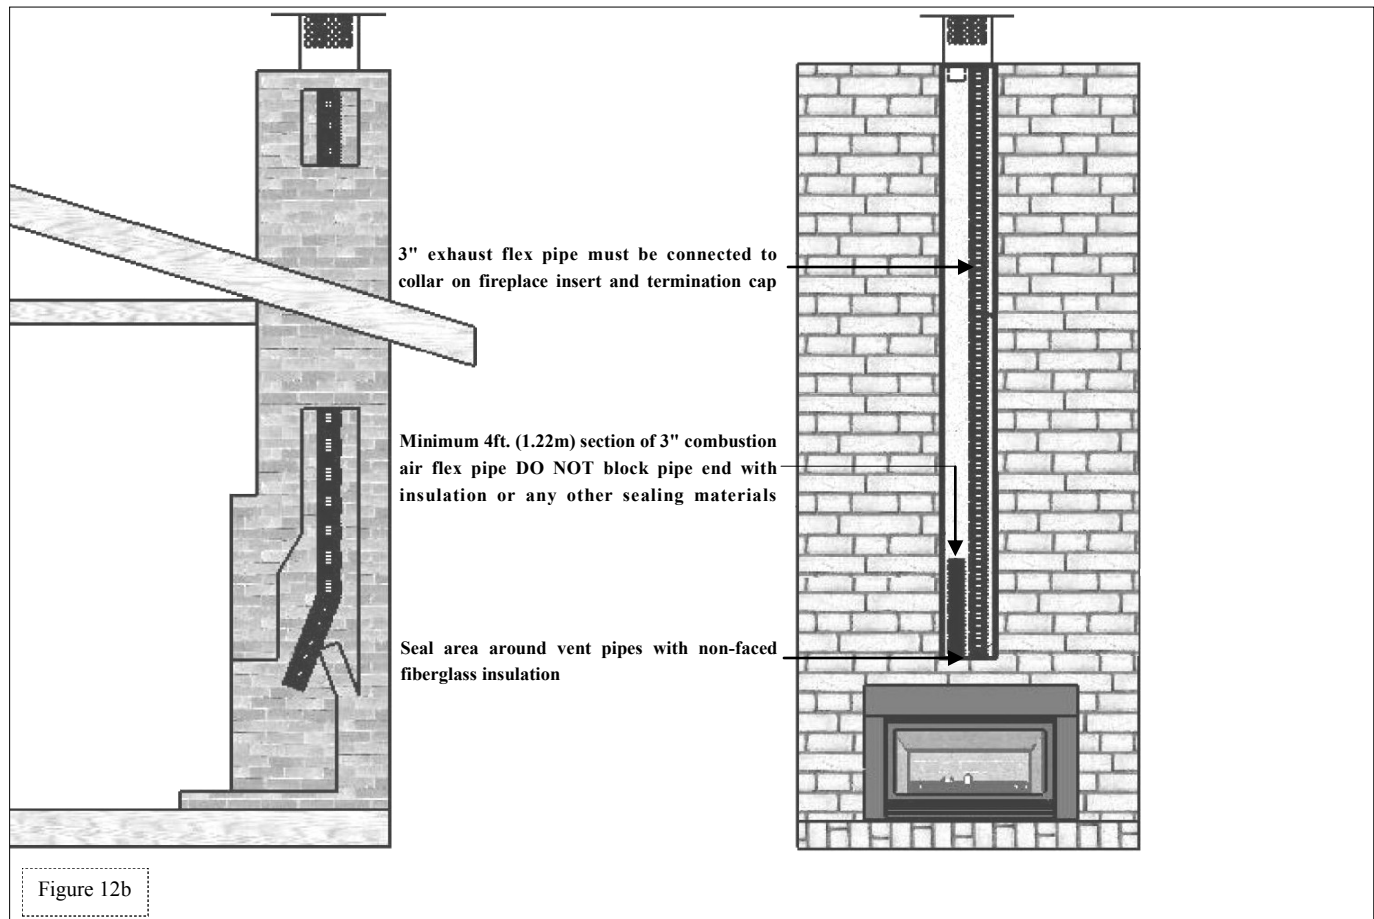 3" exhaust flex pipe must be connected to
collar on fireplace insert and termination cap
Minimum 4ft. (1.22m) section of 3" combustion
air flex pipe DO NOT block pipe end with
insulation or any other sealing materials
Seal area around vent pipes with non-faced
fiberglass insulation
Figure 12b